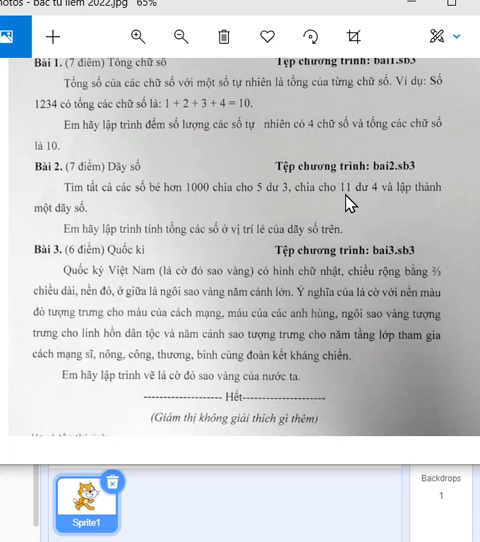 hotos - bac tu liem 2022.jpg 65%
Bài 1. (7 điểm) Tổng chữ số Tệp chương trình: bai1.sb3
Tổng số của các chữ số với một số tự nhiên là tổng của từng chữ số. Ví dụ: Số
1234 có tổng các chữ số là: 1 + 2 + 3 + 4 = 10.
Em hãy lập trình đếm số lượng các số tự nhiên có 4 chữ số và tổng các chữ số
là 10.
Bài 2. (7 điểm) Dãy số Tệp chương trình: bai2.sb3
Tìm tất cả các số bé hơn 1000 chia cho 5 dư 3, chia cho 11 dư 4 và lập thành
một dãy số.
Em hãy lập trình tính tổng các số ở vị trí lẻ của dãy số trên.
Bài 3. (6 điểm) Quốc kì Tệp chương trình: bai3.sb3
Quốc kỳ Việt Nam (lá cờ đỏ sao vàng) có hình chữ nhật, chiều rộng bằng ⅔
chiều dài, nền đỏ, ở giữa là ngôi sao vàng năm cánh lớn. Ý nghĩa của lá cờ với nền màu
đỏ tượng trưng cho màu của cách mạng, máu của các anh hùng, ngôi sao vàng tượng
trưng cho linh hồn dân tộc và năm cánh sao tượng trưng cho năm tầng lớp tham gia
cách mạng sĩ, nông, công, thương, binh cùng đoàn kết kháng chiến.
Em hãy lập trình vẽ lá cờ đỏ sao vàng của nước ta.
-------------------- Hết---------------------
(Giám thị không giải thích gì thêm)
Backdrops
1
Sprite1